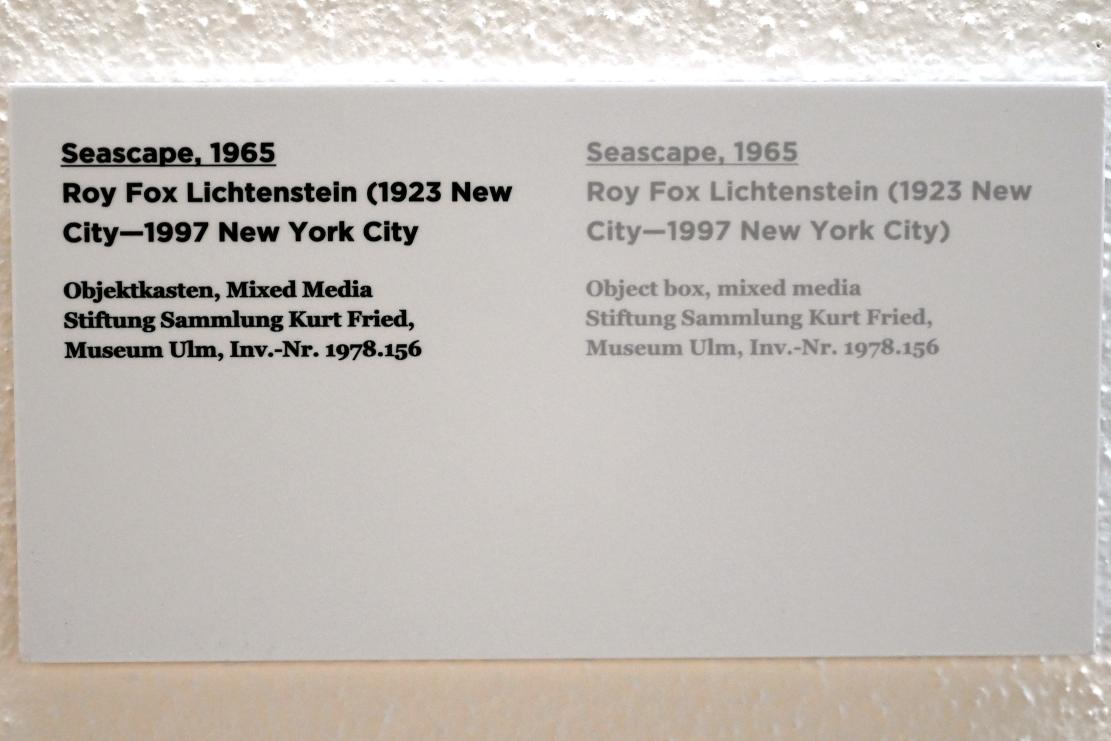 Seascape, 1965
Roy Fox Lichtenstein (1923 New
City—1997 New York City
Objektkasten, Mixed Media
Stiftung Sammlung Kurt Fried,
Museum Ulm, Inv.-Nr. 1978.156
Seascape, 1965
Roy Fox Lichtenstein (1923 New
City—1997 New York City)
Object box, mixed media
Stiftung Sammlung Kurt Fried,
Museum Ulm, Inv.-Nr. 1978.156